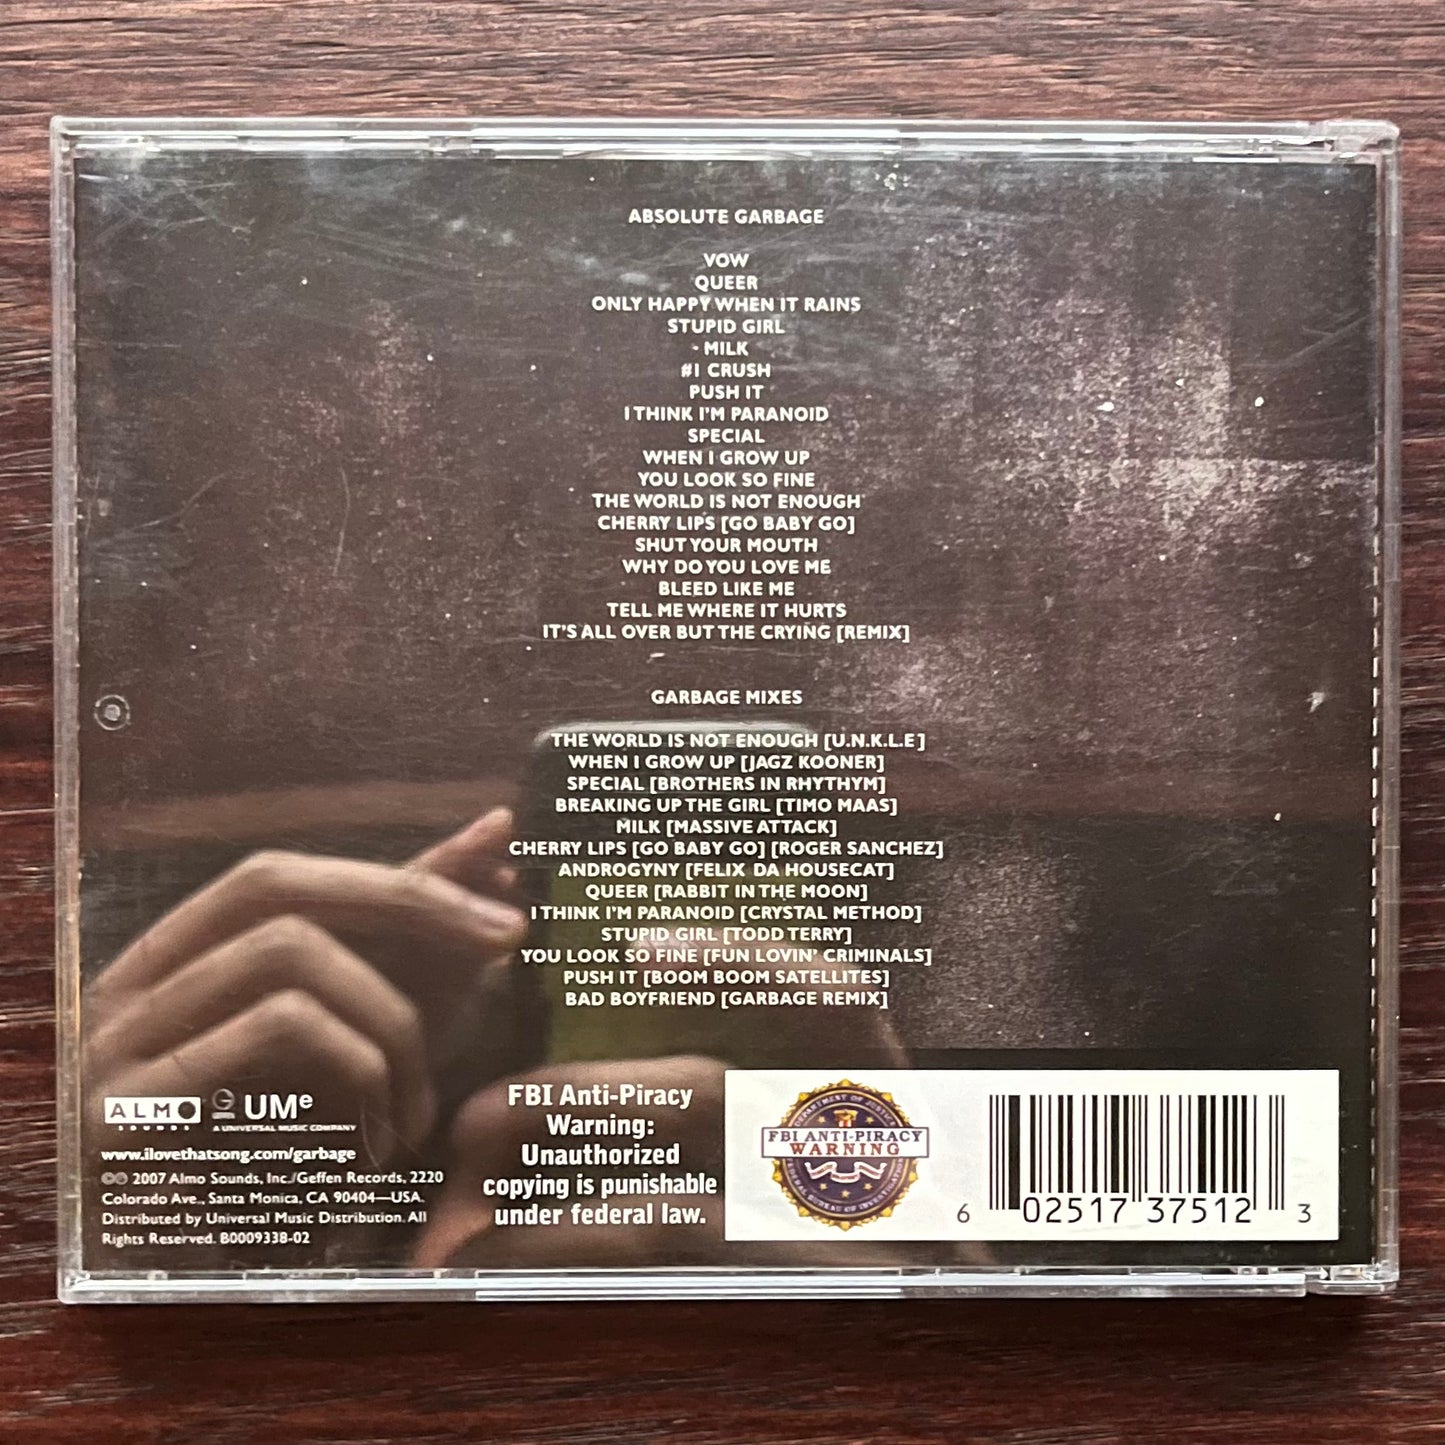 ABSOLUTE GARBAGE
VOW
QUEER
ONLY HAPPY WHEN IT RAINS
STUPID GIRL
MILK
#1 CRUSH
PUSH IT
I THINK I'M PARANOID
SPECIAL
WHEN I GROW UP
YOU LOOK SO FINE
THE WORLD IS NOT ENOUGH
CHERRY LIPS [GO BABY GO]
SHUT YOUR MOUTH
WHY DO YOU LOVE ME
BLEED LIKE ME
TELL ME WHERE IT HURTS
IT'S ALL OVER BUT THE CRYING [REMIX]
GARBAGE MIXES
THE WORLD IS NOT ENOUGH [U.N.K.L.E]
WHEN I GROW UP [JAGZ KOONER]
SPECIAL [BROTHERS IN RHYTHYM]
BREAKING UP THE GIRL [TIMO MAAS]
MILK [MASSIVE ATTACK]
CHERRY LIPS [GO BABY GO] [ROGER SANCHEZ]
ANDROGYNY [FELIX DA HOUSECAT]
QUEER [RABBIT IN THE MOON]
I THINK I'M PARANOID [CRYSTAL METHOD]
STUPID GIRL [TODD TERRY]
YOU LOOK SO FINE [FUN LOVIN' CRIMINALS]
PUSH IT [BOOM BOOM SATELLITES]
BAD BOYFRIEND [GARBAGE REMIX]
ALMO
SOUNDS
UMe
A UNIVERSAL MUSIC COMPANY
www.ilovethatsong.com/garbage
℗© 2007 Almo Sounds, Inc./Geffen Records, 2220
Colorado Ave., Santa Monica, CA 90404—USA.
Distributed by Universal Music Distribution. All
Rights Reserved. B0009338-02
FBI Anti-Piracy
Warning:
Unauthorized
copying is punishable
under federal law.
DEPARTMENT OF JUSTICE
FBI ANTI-PIRACY
WARNING
FEDERAL BUREAU OF INVESTIGATION
6 02517 37512 3